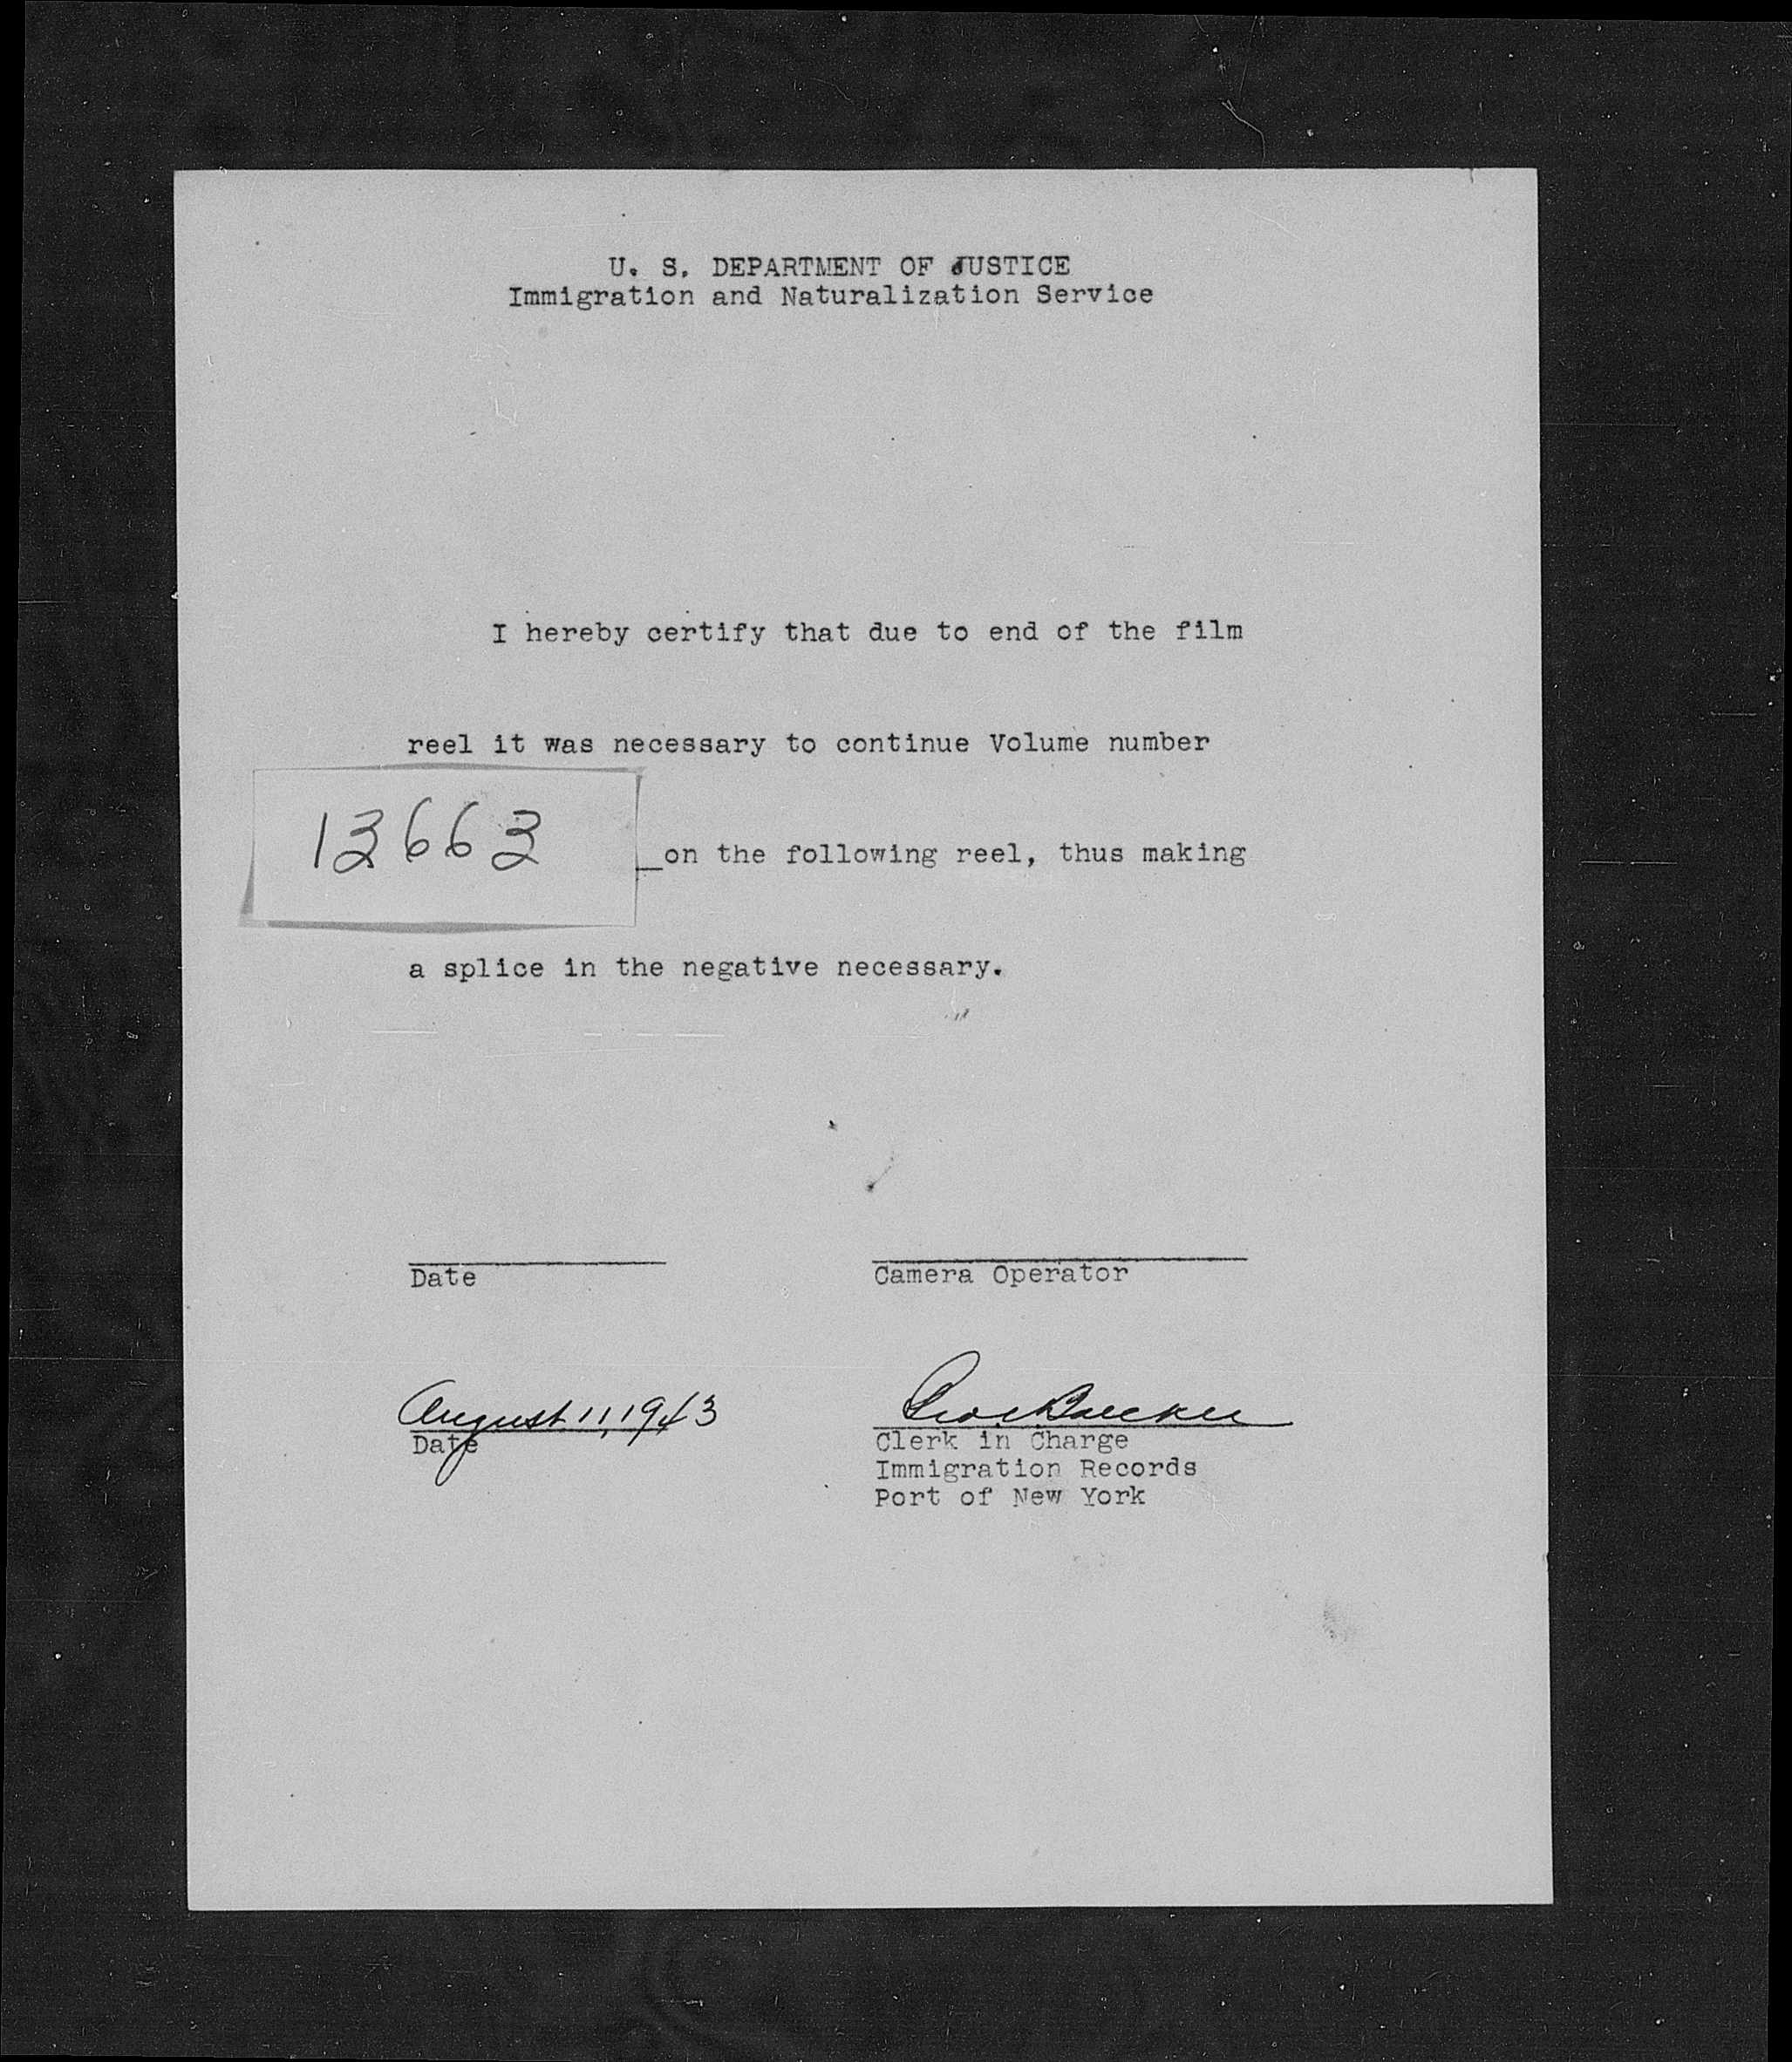 U. S. DEPARTMENT OF JUSTICE
Immigration and Naturalization Service
I hereby certify that due to end of the film
reel it was necessary to continue Volume number
13663
_on the following reel, thus making
a splice in the negative necessary.
Date
Camera Operator
August 11, 1943
Date
Clerk in Charge
Immigration Records
Port of New York